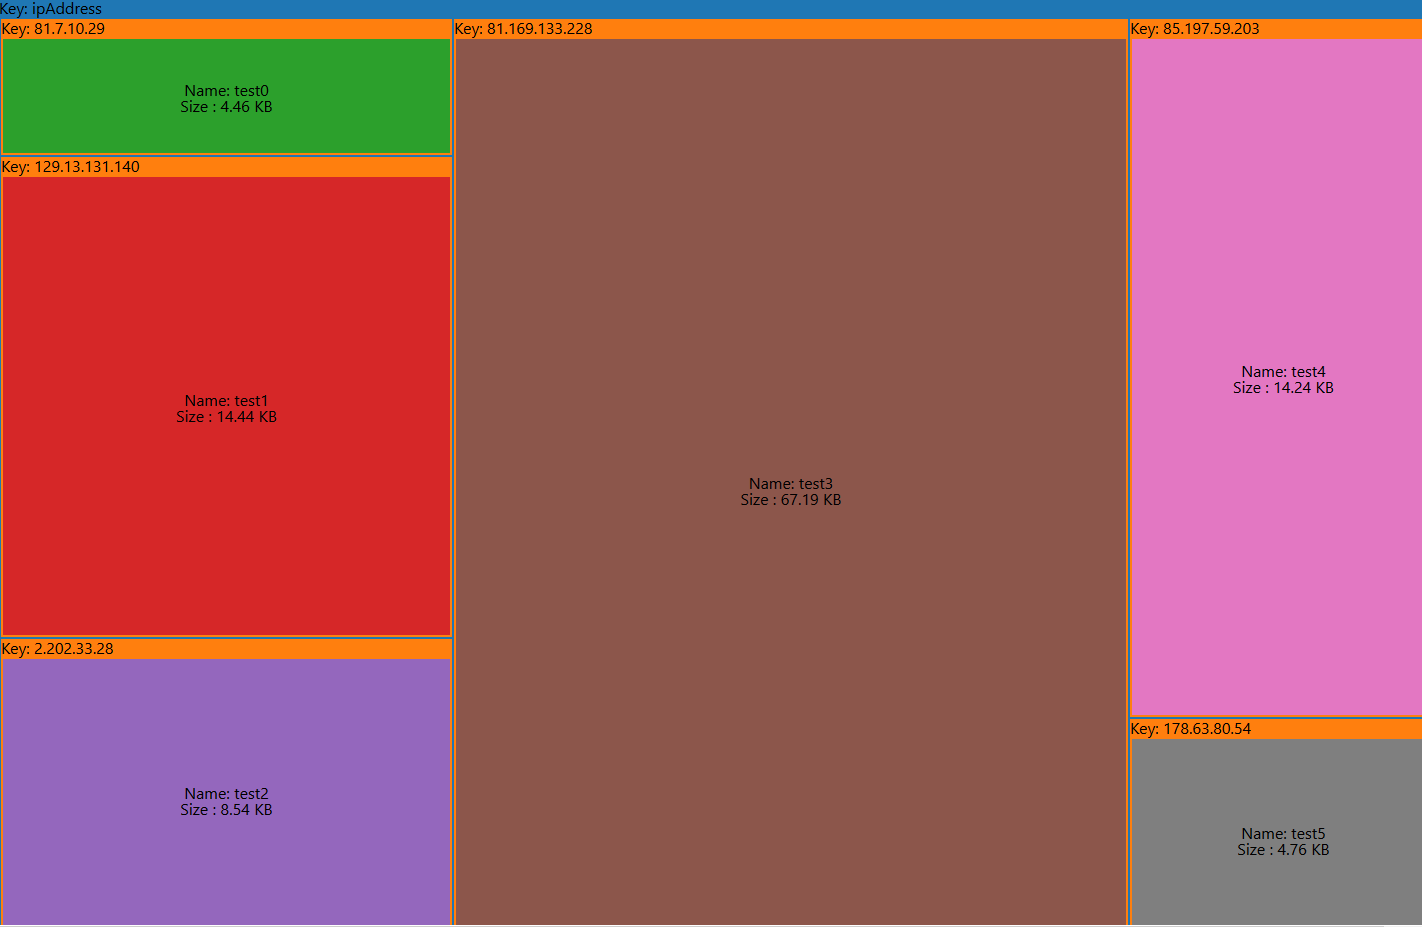 Key: ipAddress
Key: 81.7.10.29
Name: test0
Size : 4.46 KB
Key: 129.13.131.140
Name: test1
Size : 14.44 KB
Key: 2.202.33.28
Name: test2
Size : 8.54 KB
Key: 81.169.133.228
Name: test3
Size : 67.19 KB
Key: 85.197.59.203
Name: test4
Size : 14.24 KB
Key: 178.63.80.54
Name: test5
Size : 4.76 KB